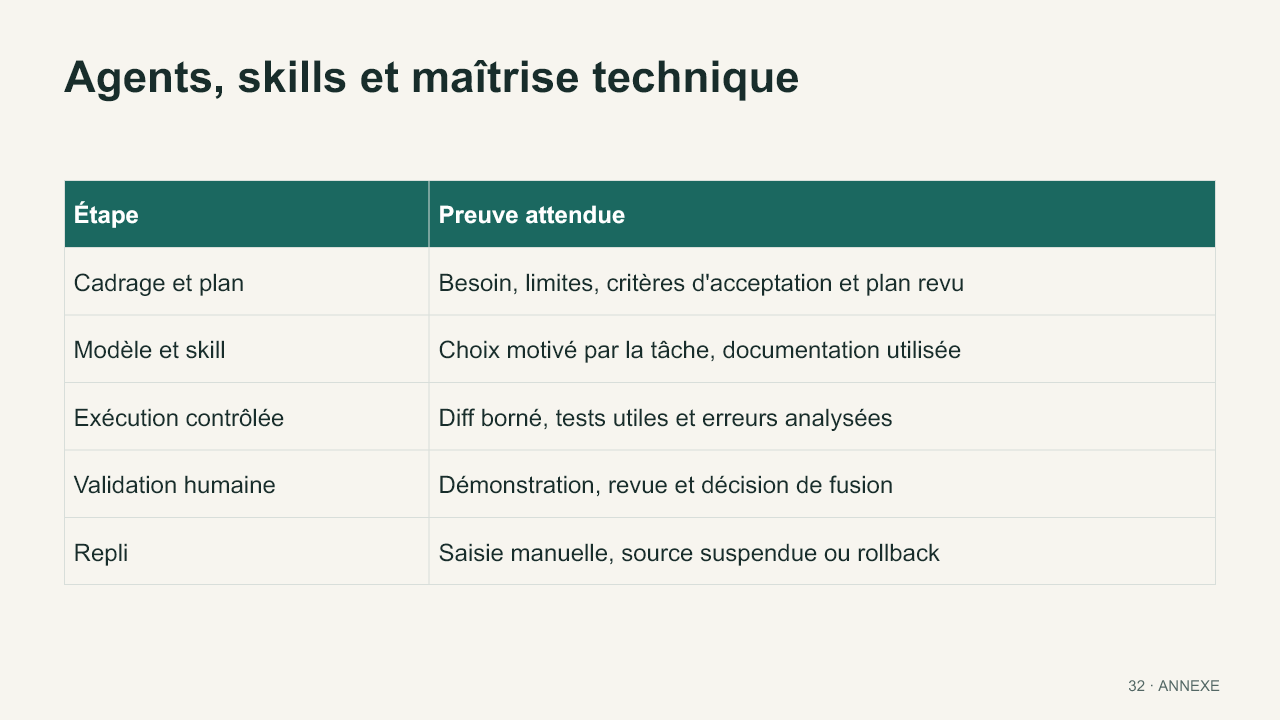 Agents, skills et maîtrise technique
Étape
Preuve attendue
Cadrage et plan
Besoin, limites, critères d'acceptation et plan revu
Modèle et skill
Choix motivé par la tâche, documentation utilisée
Exécution contrôlée
Diff borné, tests utiles et erreurs analysées
Validation humaine
Démonstration, revue et décision de fusion
Repli
Saisie manuelle, source suspendue ou rollback
32 · ANNEXE